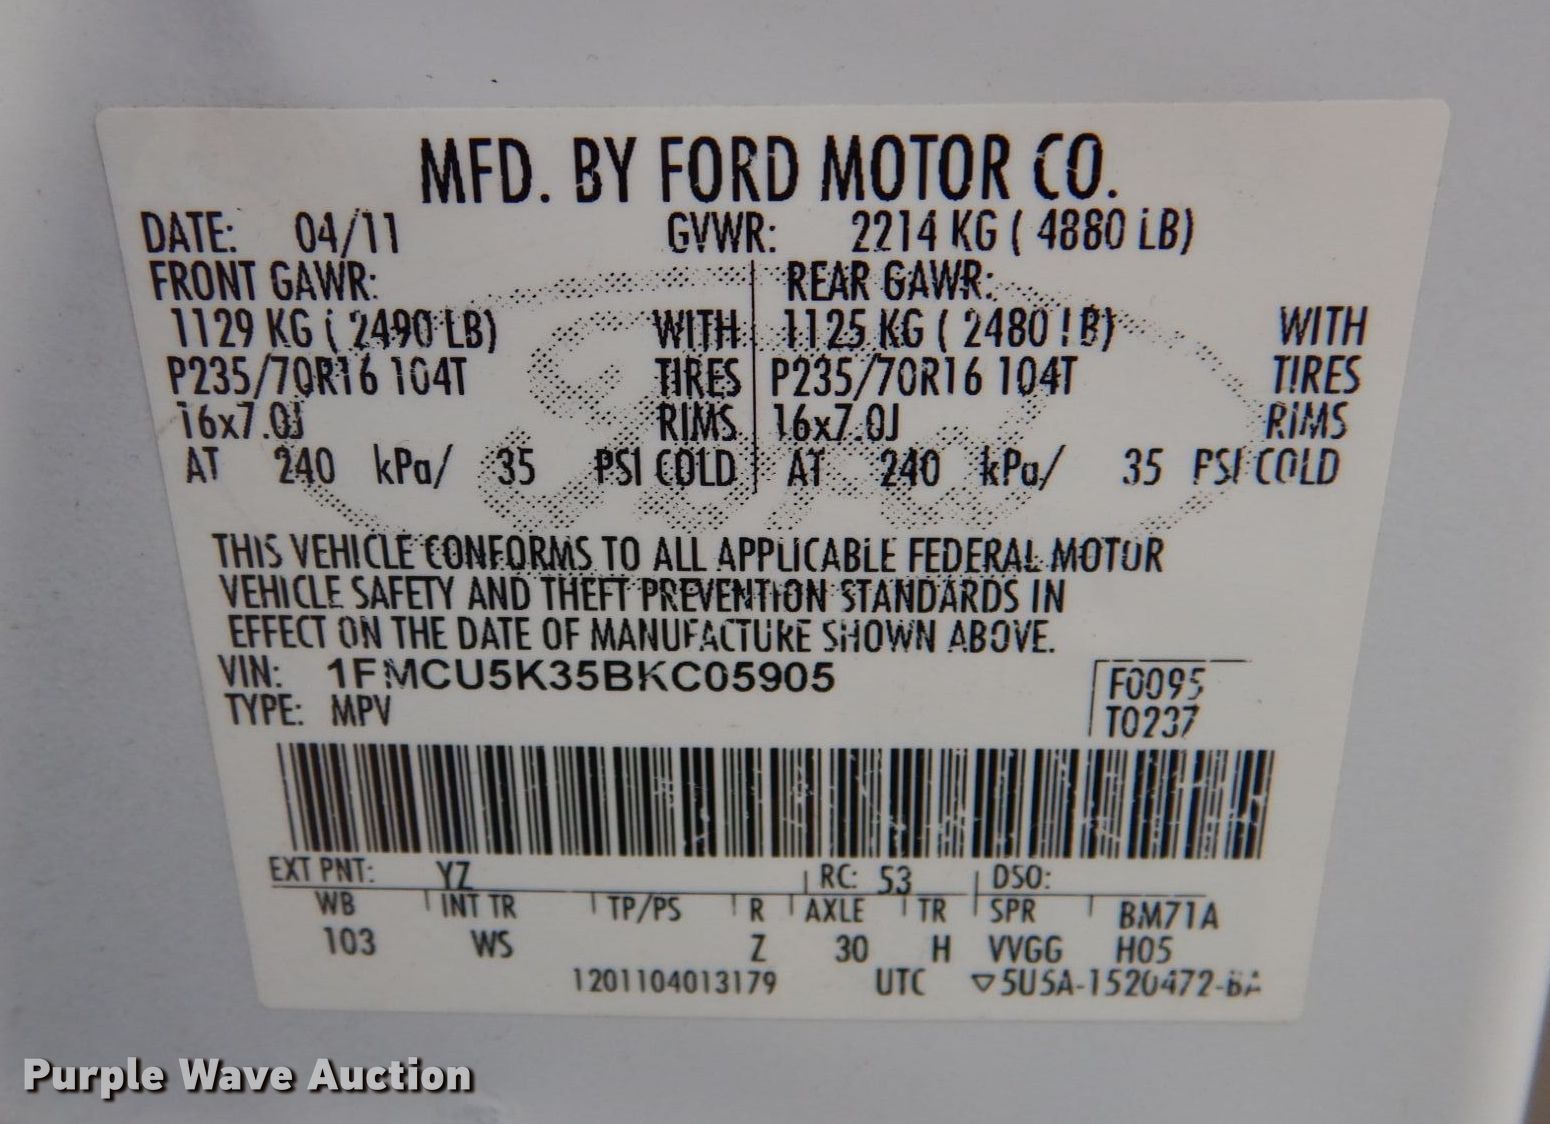 MFD. BY FORD MOTOR CO.
DATE: 04/11 GVWR: 2214 KG ( 4880 LB)
FRONT GAWR: REAR GAWR:
1129 KG ( 2490 LB) WITH 1125 KG ( 2480 LB) WITH
P235/70R16 104T TIRES P235/70R16 104T TIRES
16x7.0J RIMS 16x7.0J RIMS
AT 240 kPa/ 35 PSI COLD AT 240 kPa/ 35 PSI COLD
THIS VEHICLE CONFORMS TO ALL APPLICABLE FEDERAL MOTOR
VEHICLE SAFETY AND THEFT PREVENTION STANDARDS IN
EFFECT ON THE DATE OF MANUFACTURE SHOWN ABOVE.
VIN: 1FMCU5K35BKC05905 F0095
TYPE: MPV T0237
EXT PNT: YZ RC: 53 DSO:
WB INT TR TP/PS R AXLE TR SPR BM71A
103 WS Z 30 H VVGG H05
1201104013179 UTC ▽5U5A-1520472-BA
Purple Wave Auction